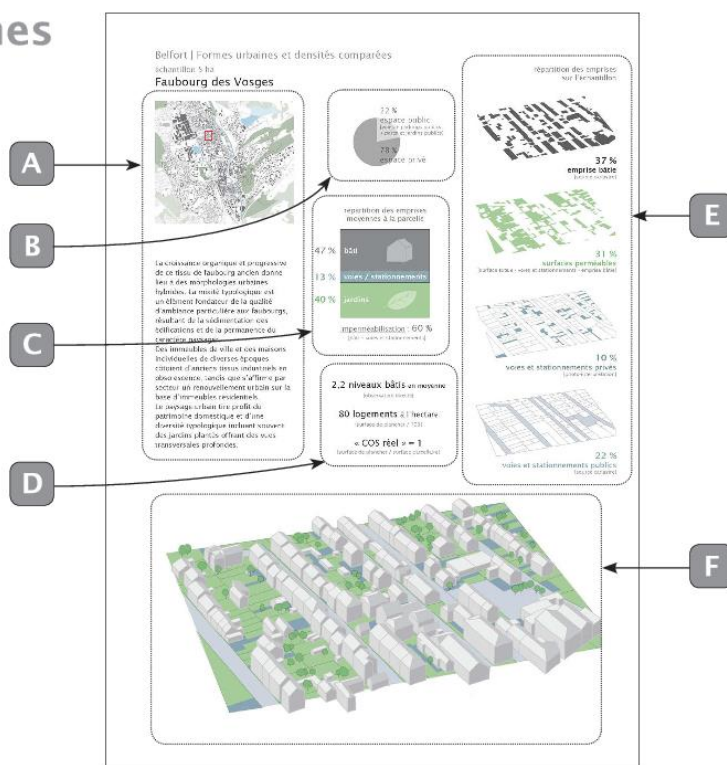 nes
Belfort | Formes urbaines et densités comparées
échantillon 5 ha
Faubourg des Vosges
A
B
C
D
E
F
La croissance organique et progressive
de ce tissu de faubourg ancien donne
lieu à des morphologies urbaines
hybrides. La mixité typologique est
un élément fondateur de la qualité
d'ambiance particulière aux faubourgs,
résultant de la sédimentation des
édifications et de la permanence du
caractère paysager.
Des immeubles de ville et des maisons
individuelles de diverses époques
côtoient d'anciens tissus industriels en
obsolescence, tandis que s'affirme par
secteur un renouvellement urbain sur la
base d'immeubles résidentiels.
Le paysage urbain tire profit du
patrimoine domestique et d'une
diversité typologique incluant souvent
des jardins plantés offrant des vues
transversales profondes.
22 %
espace public
78 %
espace privé
répartition des emprises
moyennes à la parcelle
47 % bâti
13 % voies / stationnements
40 % jardins
imperméabilisation : 60 %
2,2 niveaux bâtis en moyenne
80 logements à l'hectare
« COS réel » = 1
répartition des emprises
sur l'échantillon
37 %
emprise bâtie
31 %
surfaces perméables
10 %
voies et stationnements privés
22 %
voies et stationnements publics